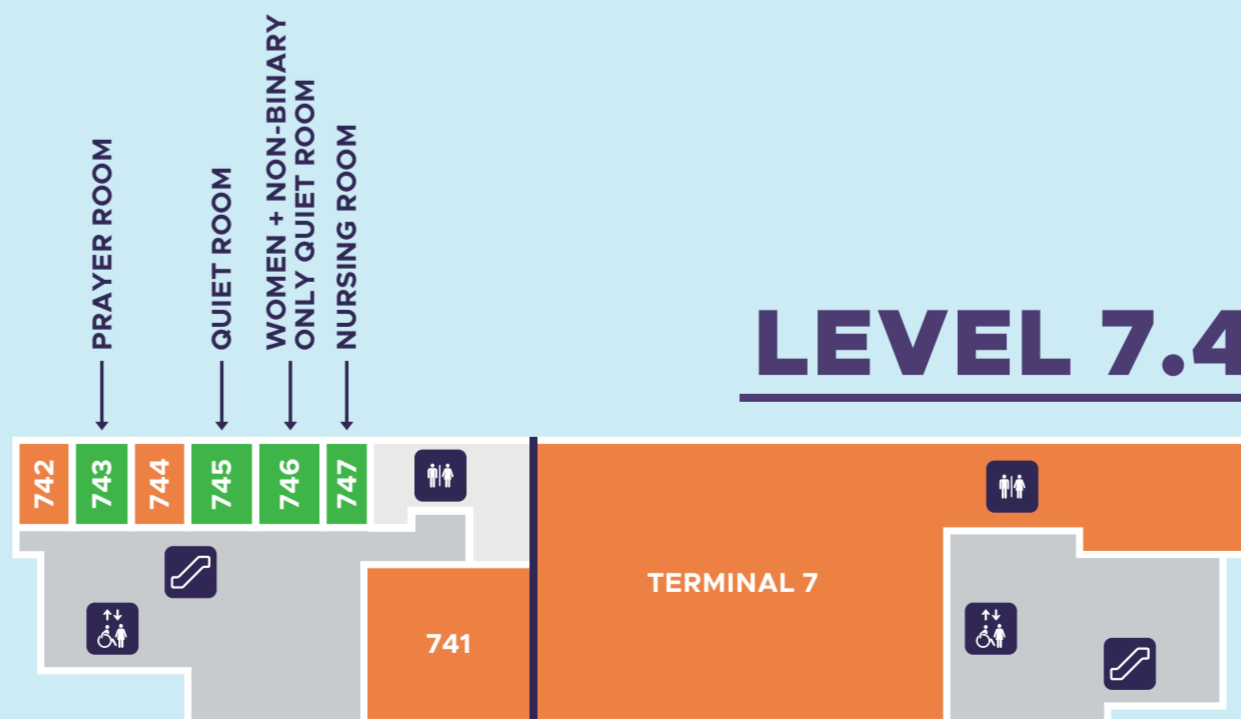 PRAYER ROOM
QUIET ROOM
WOMEN + NON-BINARY
ONLY QUIET ROOM
NURSING ROOM
LEVEL 7.4
742
743
744
745
746
747
TERMINAL 7
741